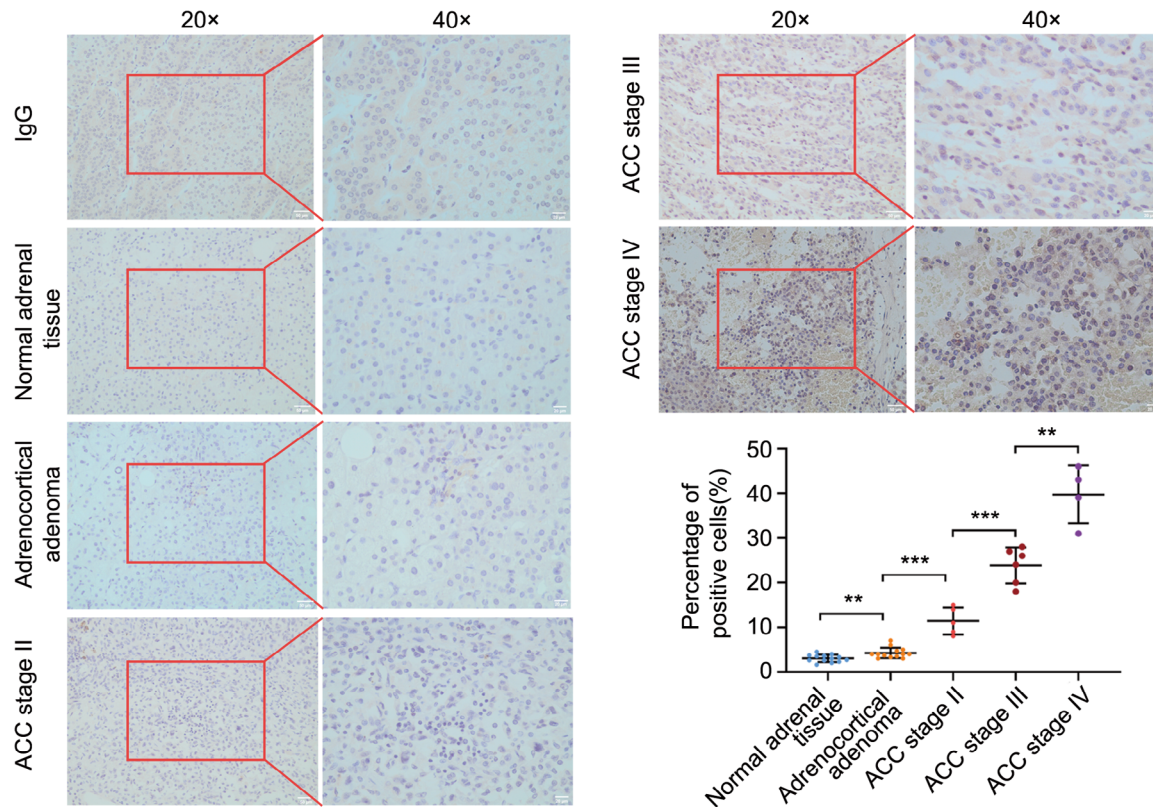 20×
40×
IgG
Normal adrenal
tissue
Adrenocortical
adenoma
ACC stage II
20×
40×
ACC stage III
ACC stage IV
Percentage of
positive cells(%)
50
40
30
20
10
0
**
***
***
**
Normal adrenal
tissue
Adrenocortical
adenoma
ACC stage II
ACC stage III
ACC stage IV